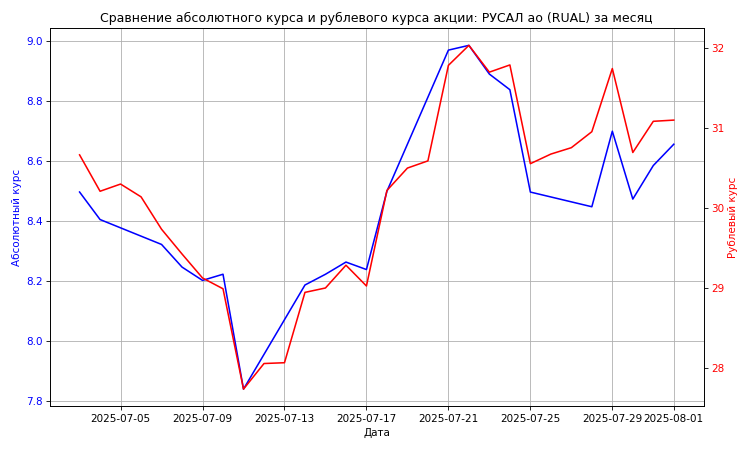 Сравнение абсолютного курса и рублевого курса акции: РУСАЛ ао (RUAL) за месяц
9.0
8.8
8.6
8.4
8.2
8.0
7.8
Абсолютный курс
32
31
30
29
28
Рублевый курс
2025-07-05 2025-07-09 2025-07-13 2025-07-17 2025-07-21 2025-07-25 2025-07-29 2025-08-01
Дата